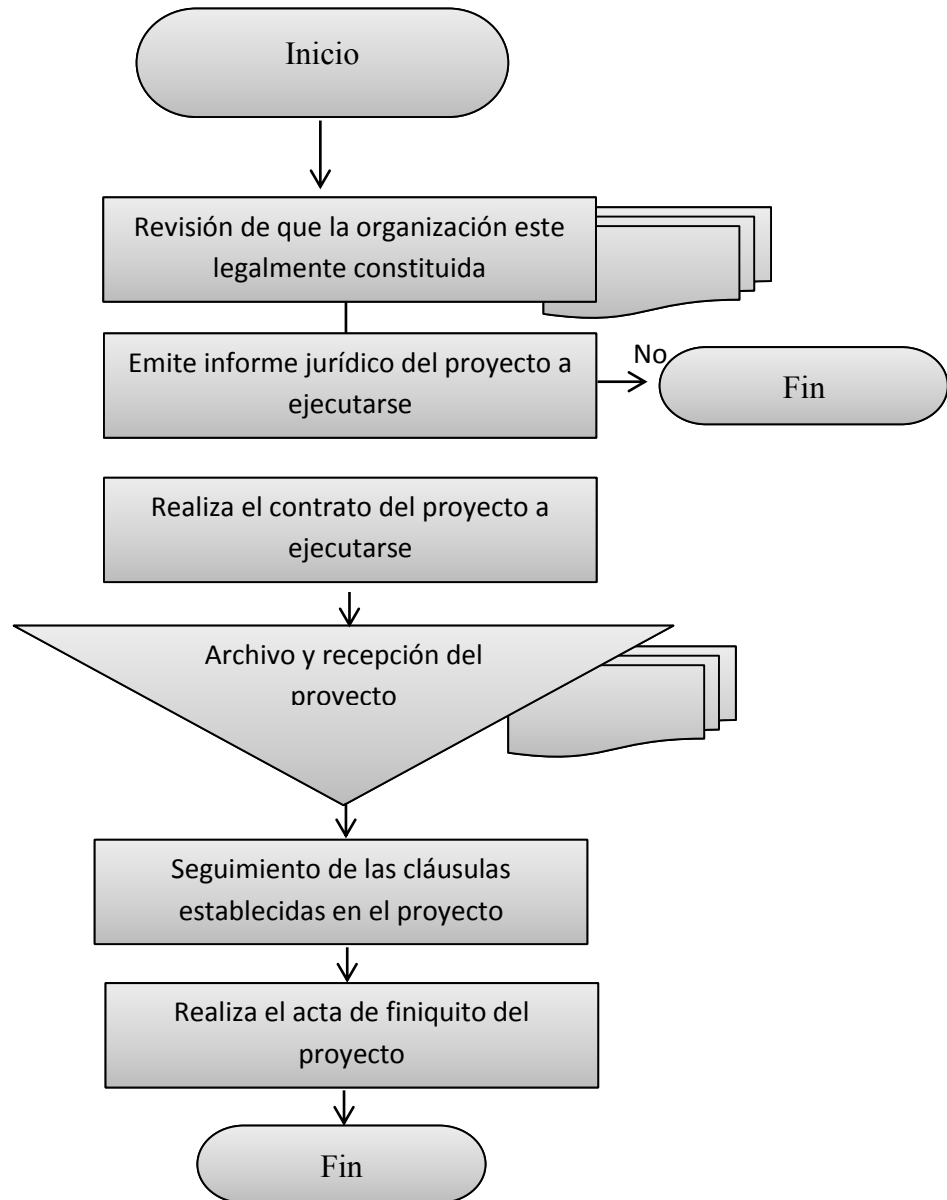 Inicio
Revisión de que la organización este
legalmente constituida
Emite informe jurídico del proyecto a
ejecutarse
No
Fin
Realiza el contrato del proyecto a
ejecutarse
Archivo y recepción del
proyecto
Seguimiento de las cláusulas
establecidas en el proyecto
Realiza el acta de finiquito del
proyecto
Fin